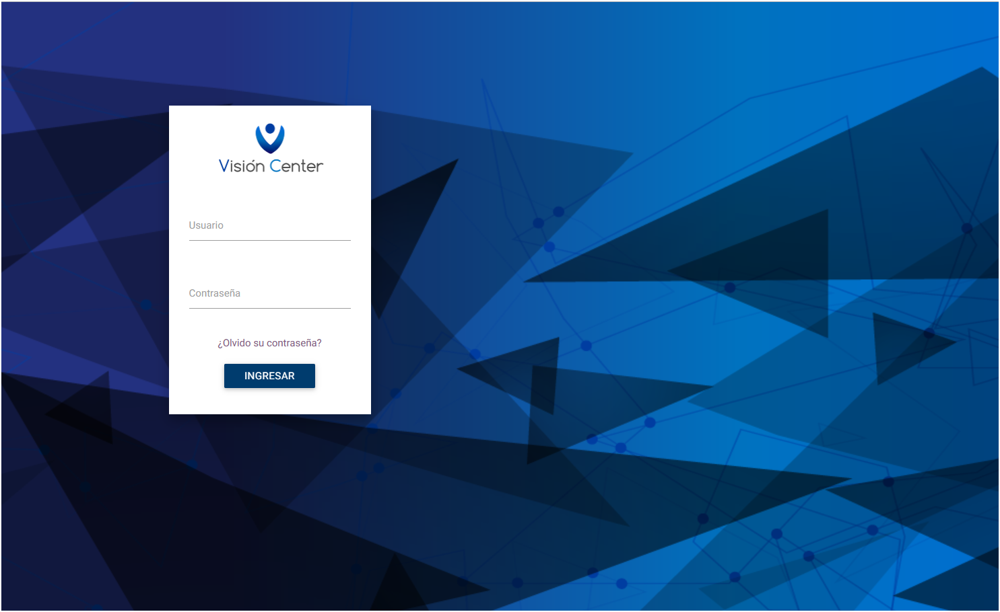 Visión Center
Usuario
Contraseña
¿Olvido su contraseña?
INGRESAR